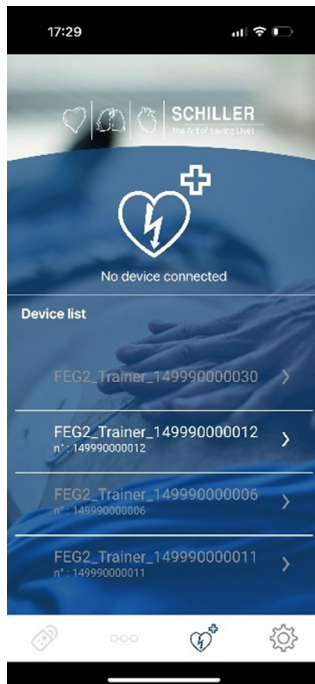 17:29
SCHILLER
The Art of Saving Lives
No device connected
Device list
FEG2_Trainer_149990000030
FEG2_Trainer_149990000012
n° : 149990000012
FEG2_Trainer_149990000006
n° : 149990000006
FEG2_Trainer_149990000011
n° : 149990000011